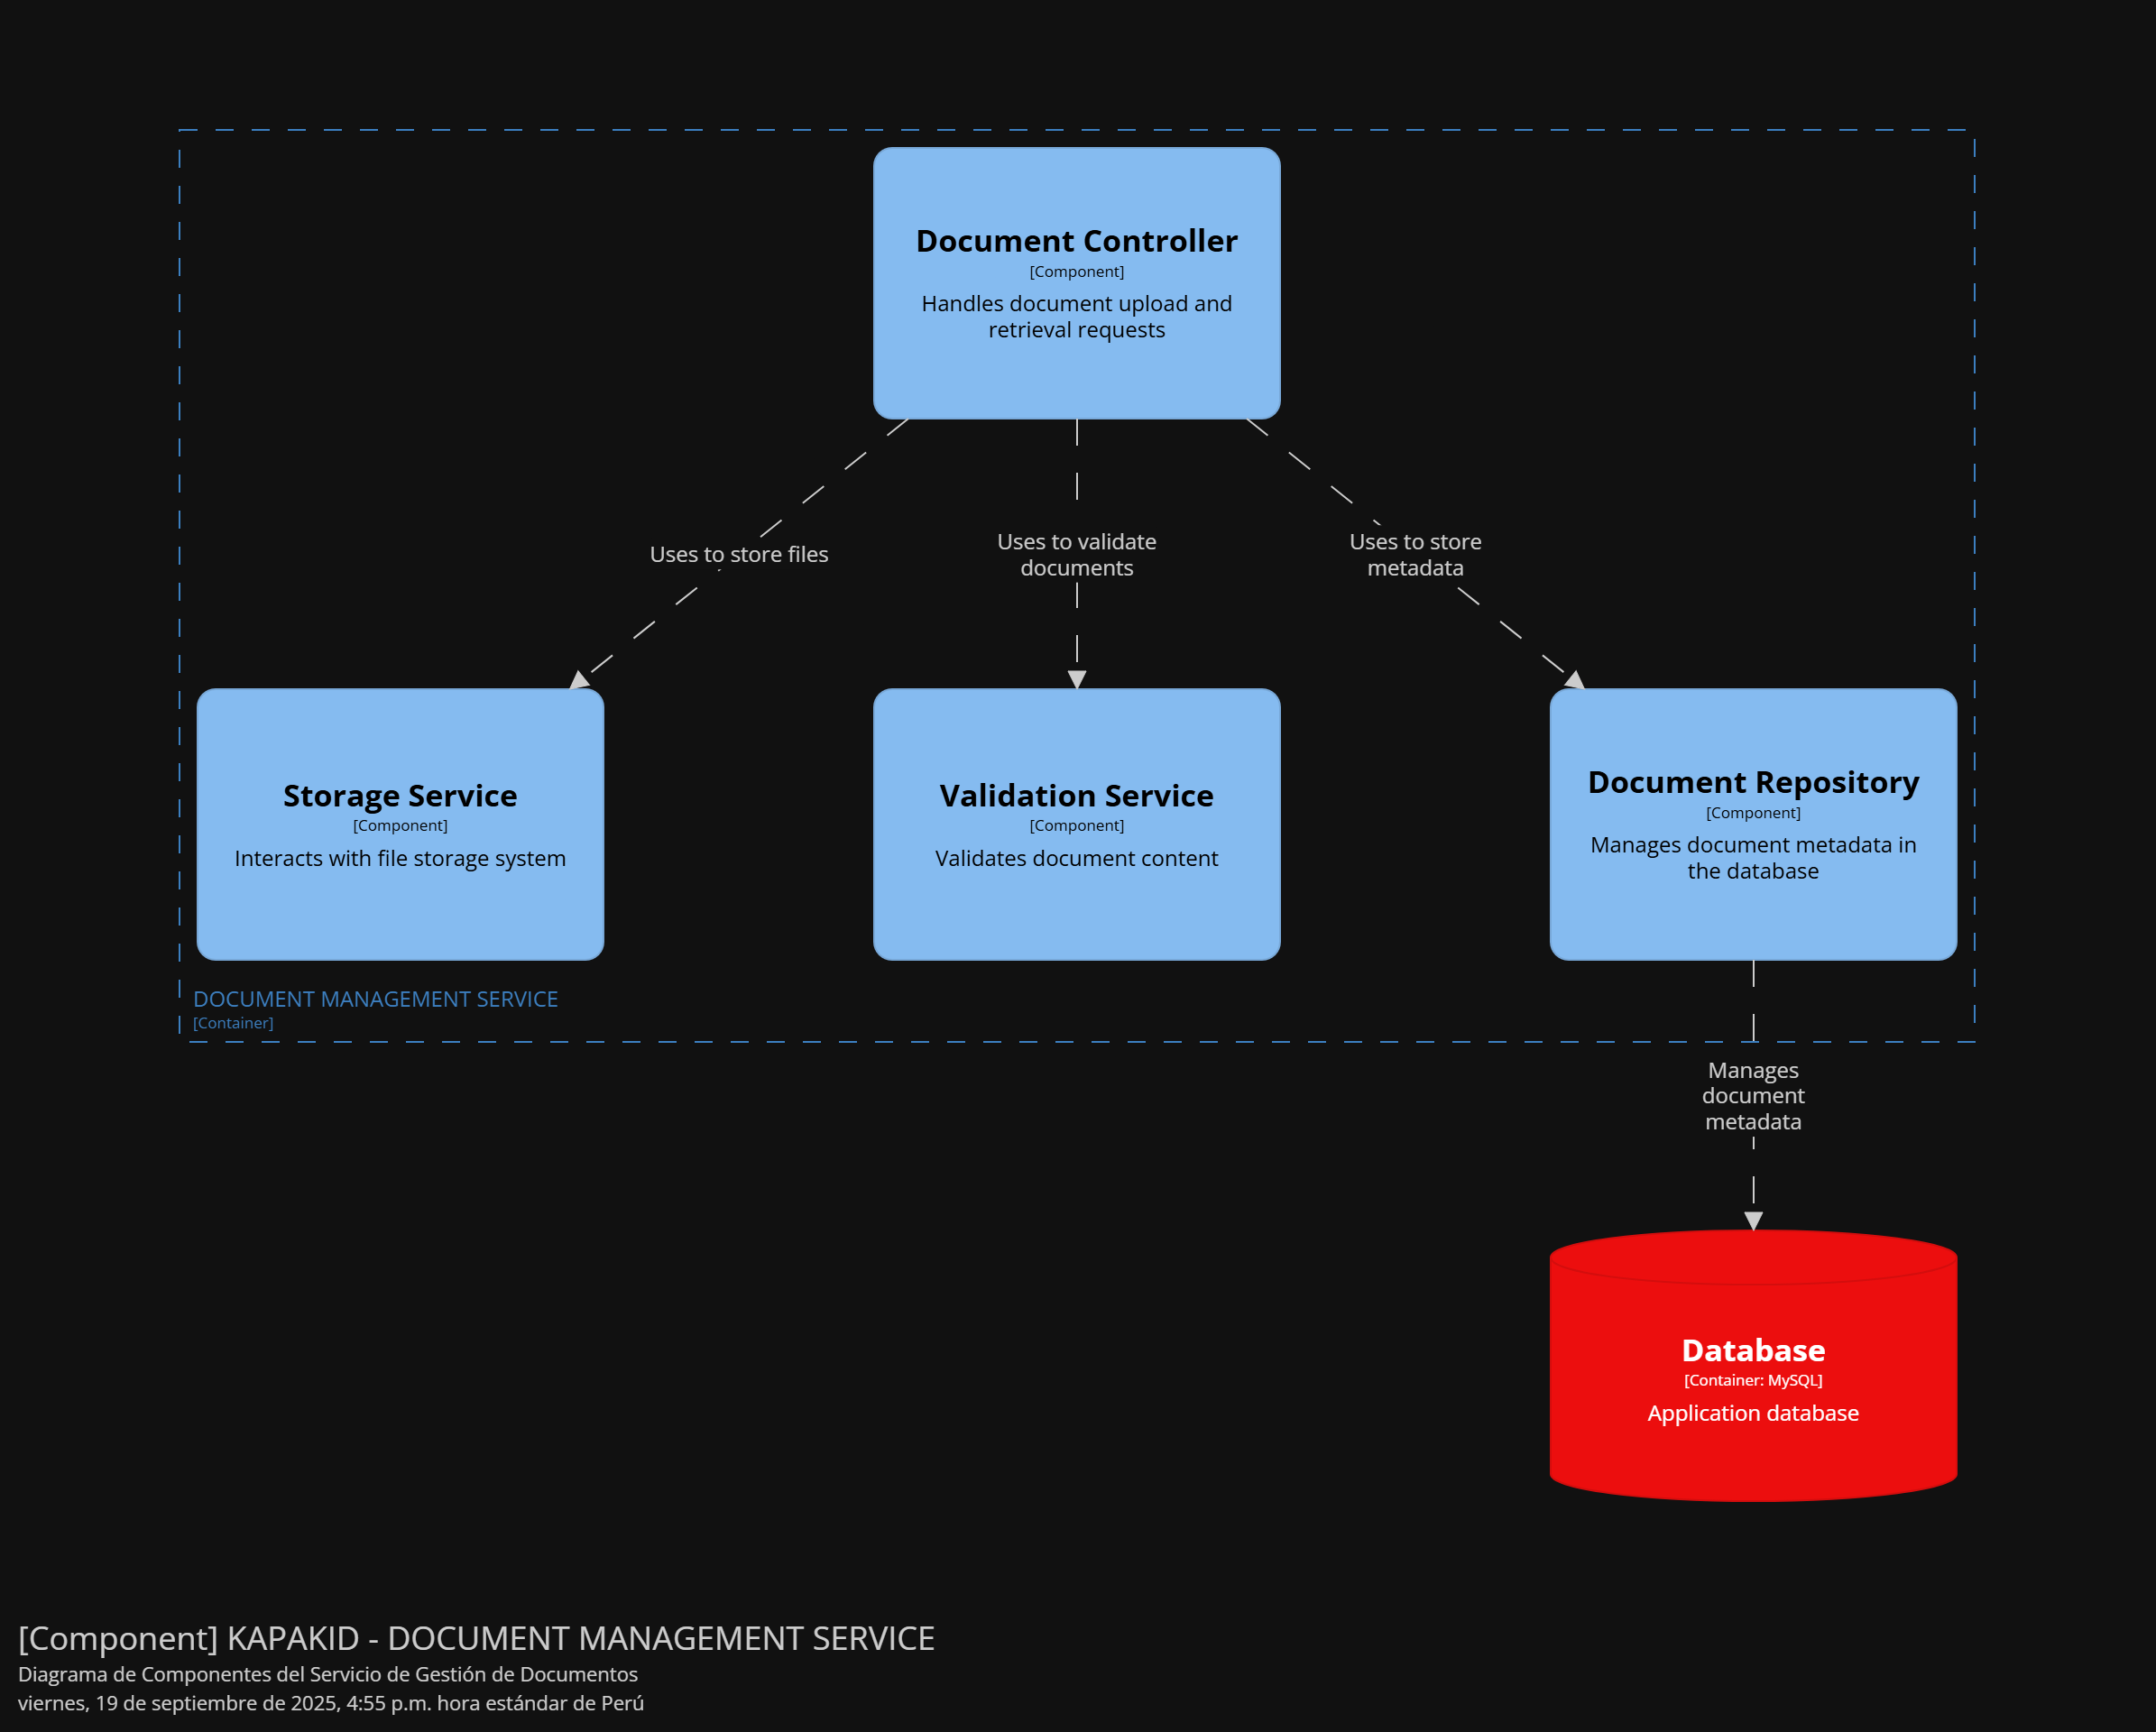 Document Controller
[Component]
Handles document upload and
retrieval requests
Uses to store files
Uses to validate
documents
Uses to store
metadata
Storage Service
[Component]
Interacts with file storage system
Validation Service
[Component]
Validates document content
Document Repository
[Component]
Manages document metadata in
the database
DOCUMENT MANAGEMENT SERVICE
[Container]
Manages
document
metadata
Database
[Container: MySQL]
Application database
[Component] KAPAKID - DOCUMENT MANAGEMENT SERVICE
Diagrama de Componentes del Servicio de Gestión de Documentos
viernes, 19 de septiembre de 2025, 4:55 p.m. hora estándar de Perú